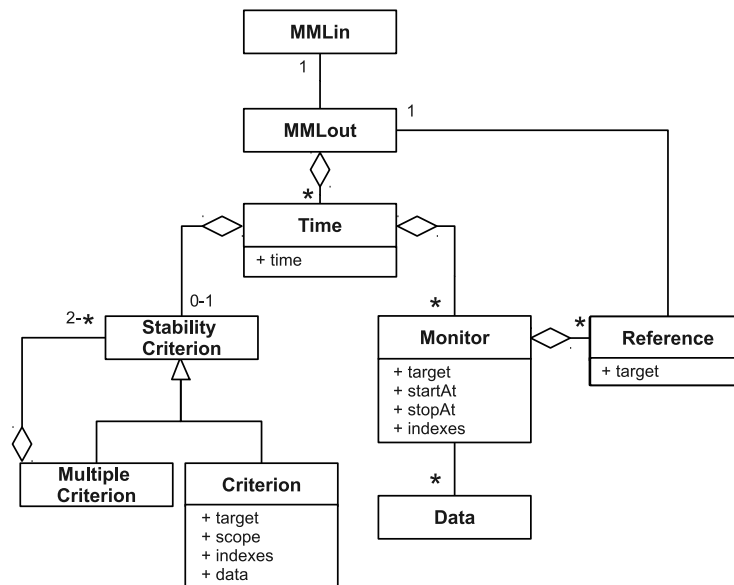 MMLin
1
1
MMLout
*
Time
+ time
0-1
2-*
Stability
Criterion
*
Monitor
+ target
+ startAt
+ stopAt
+ indexes
*
Reference
+ target
Multiple
Criterion
Criterion
+ target
+ scope
+ indexes
+ data
*
Data